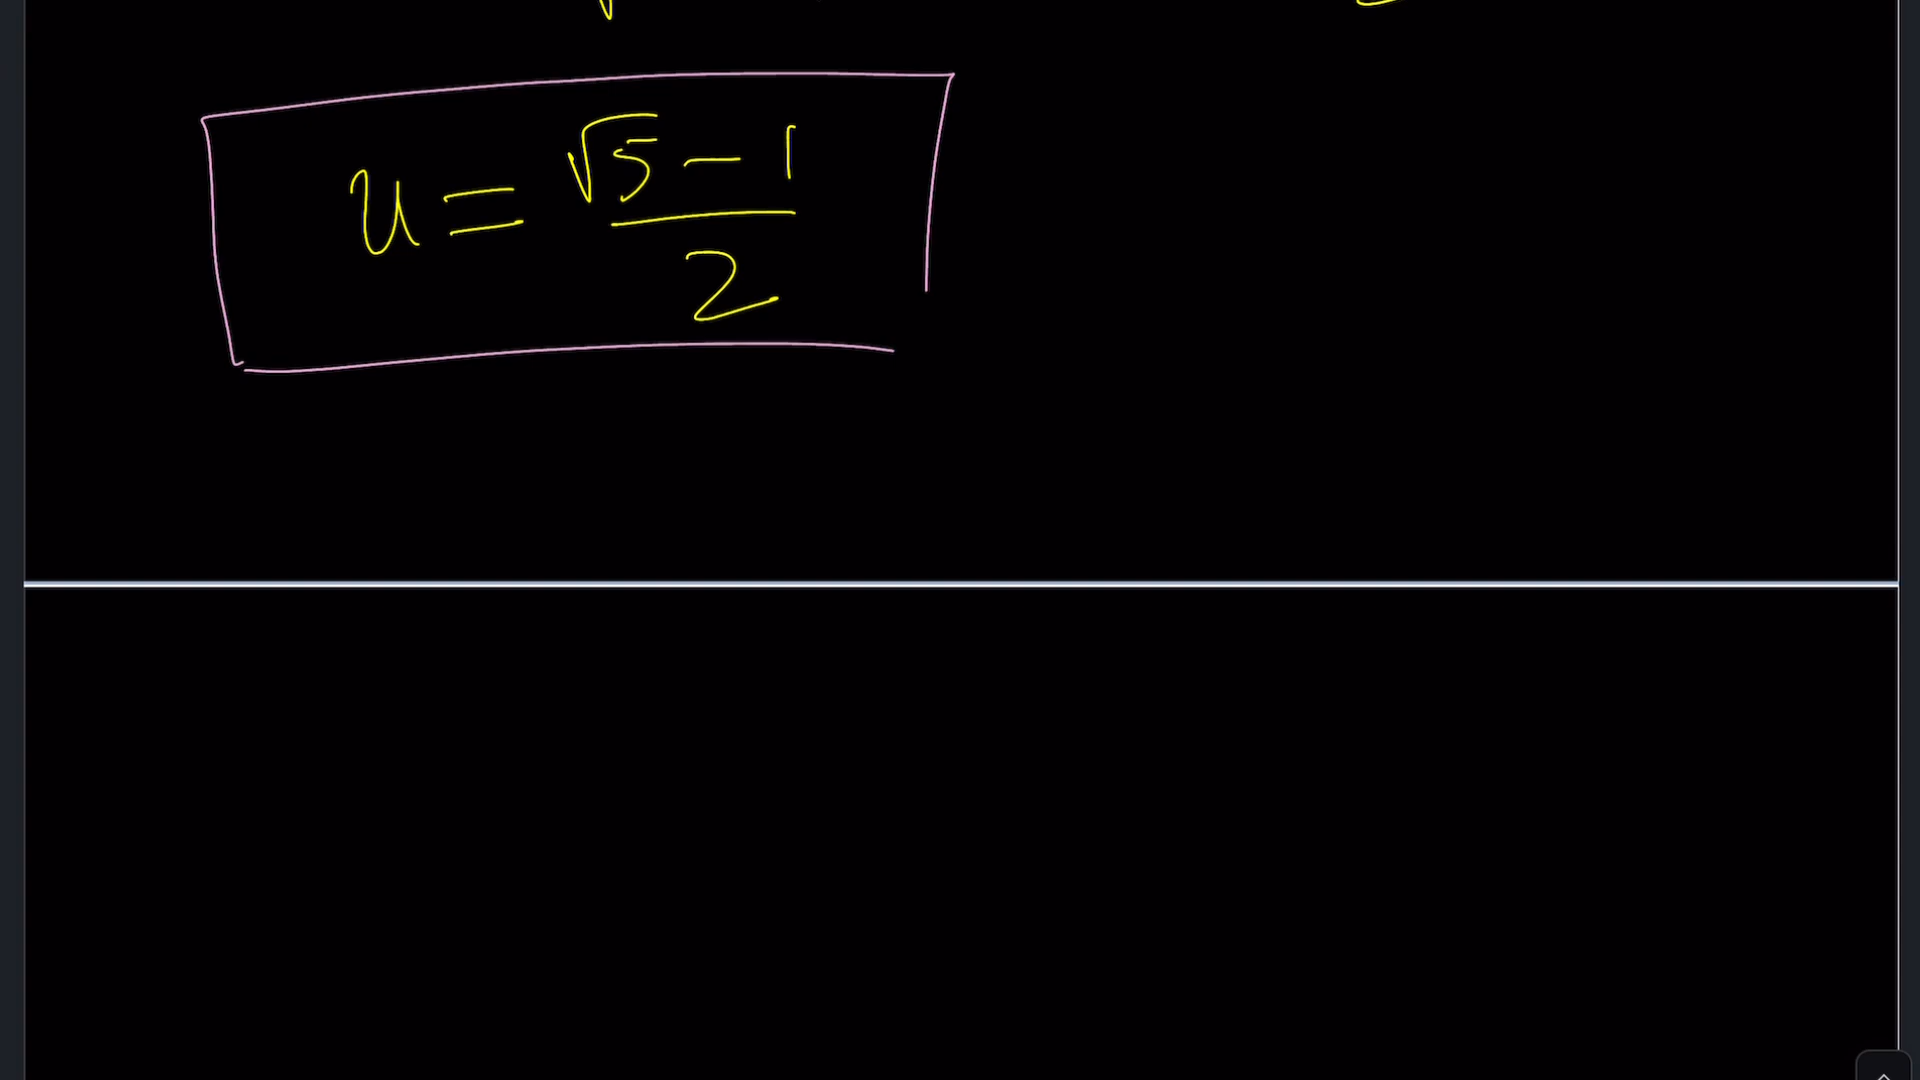 u = (√5 – 1)/2